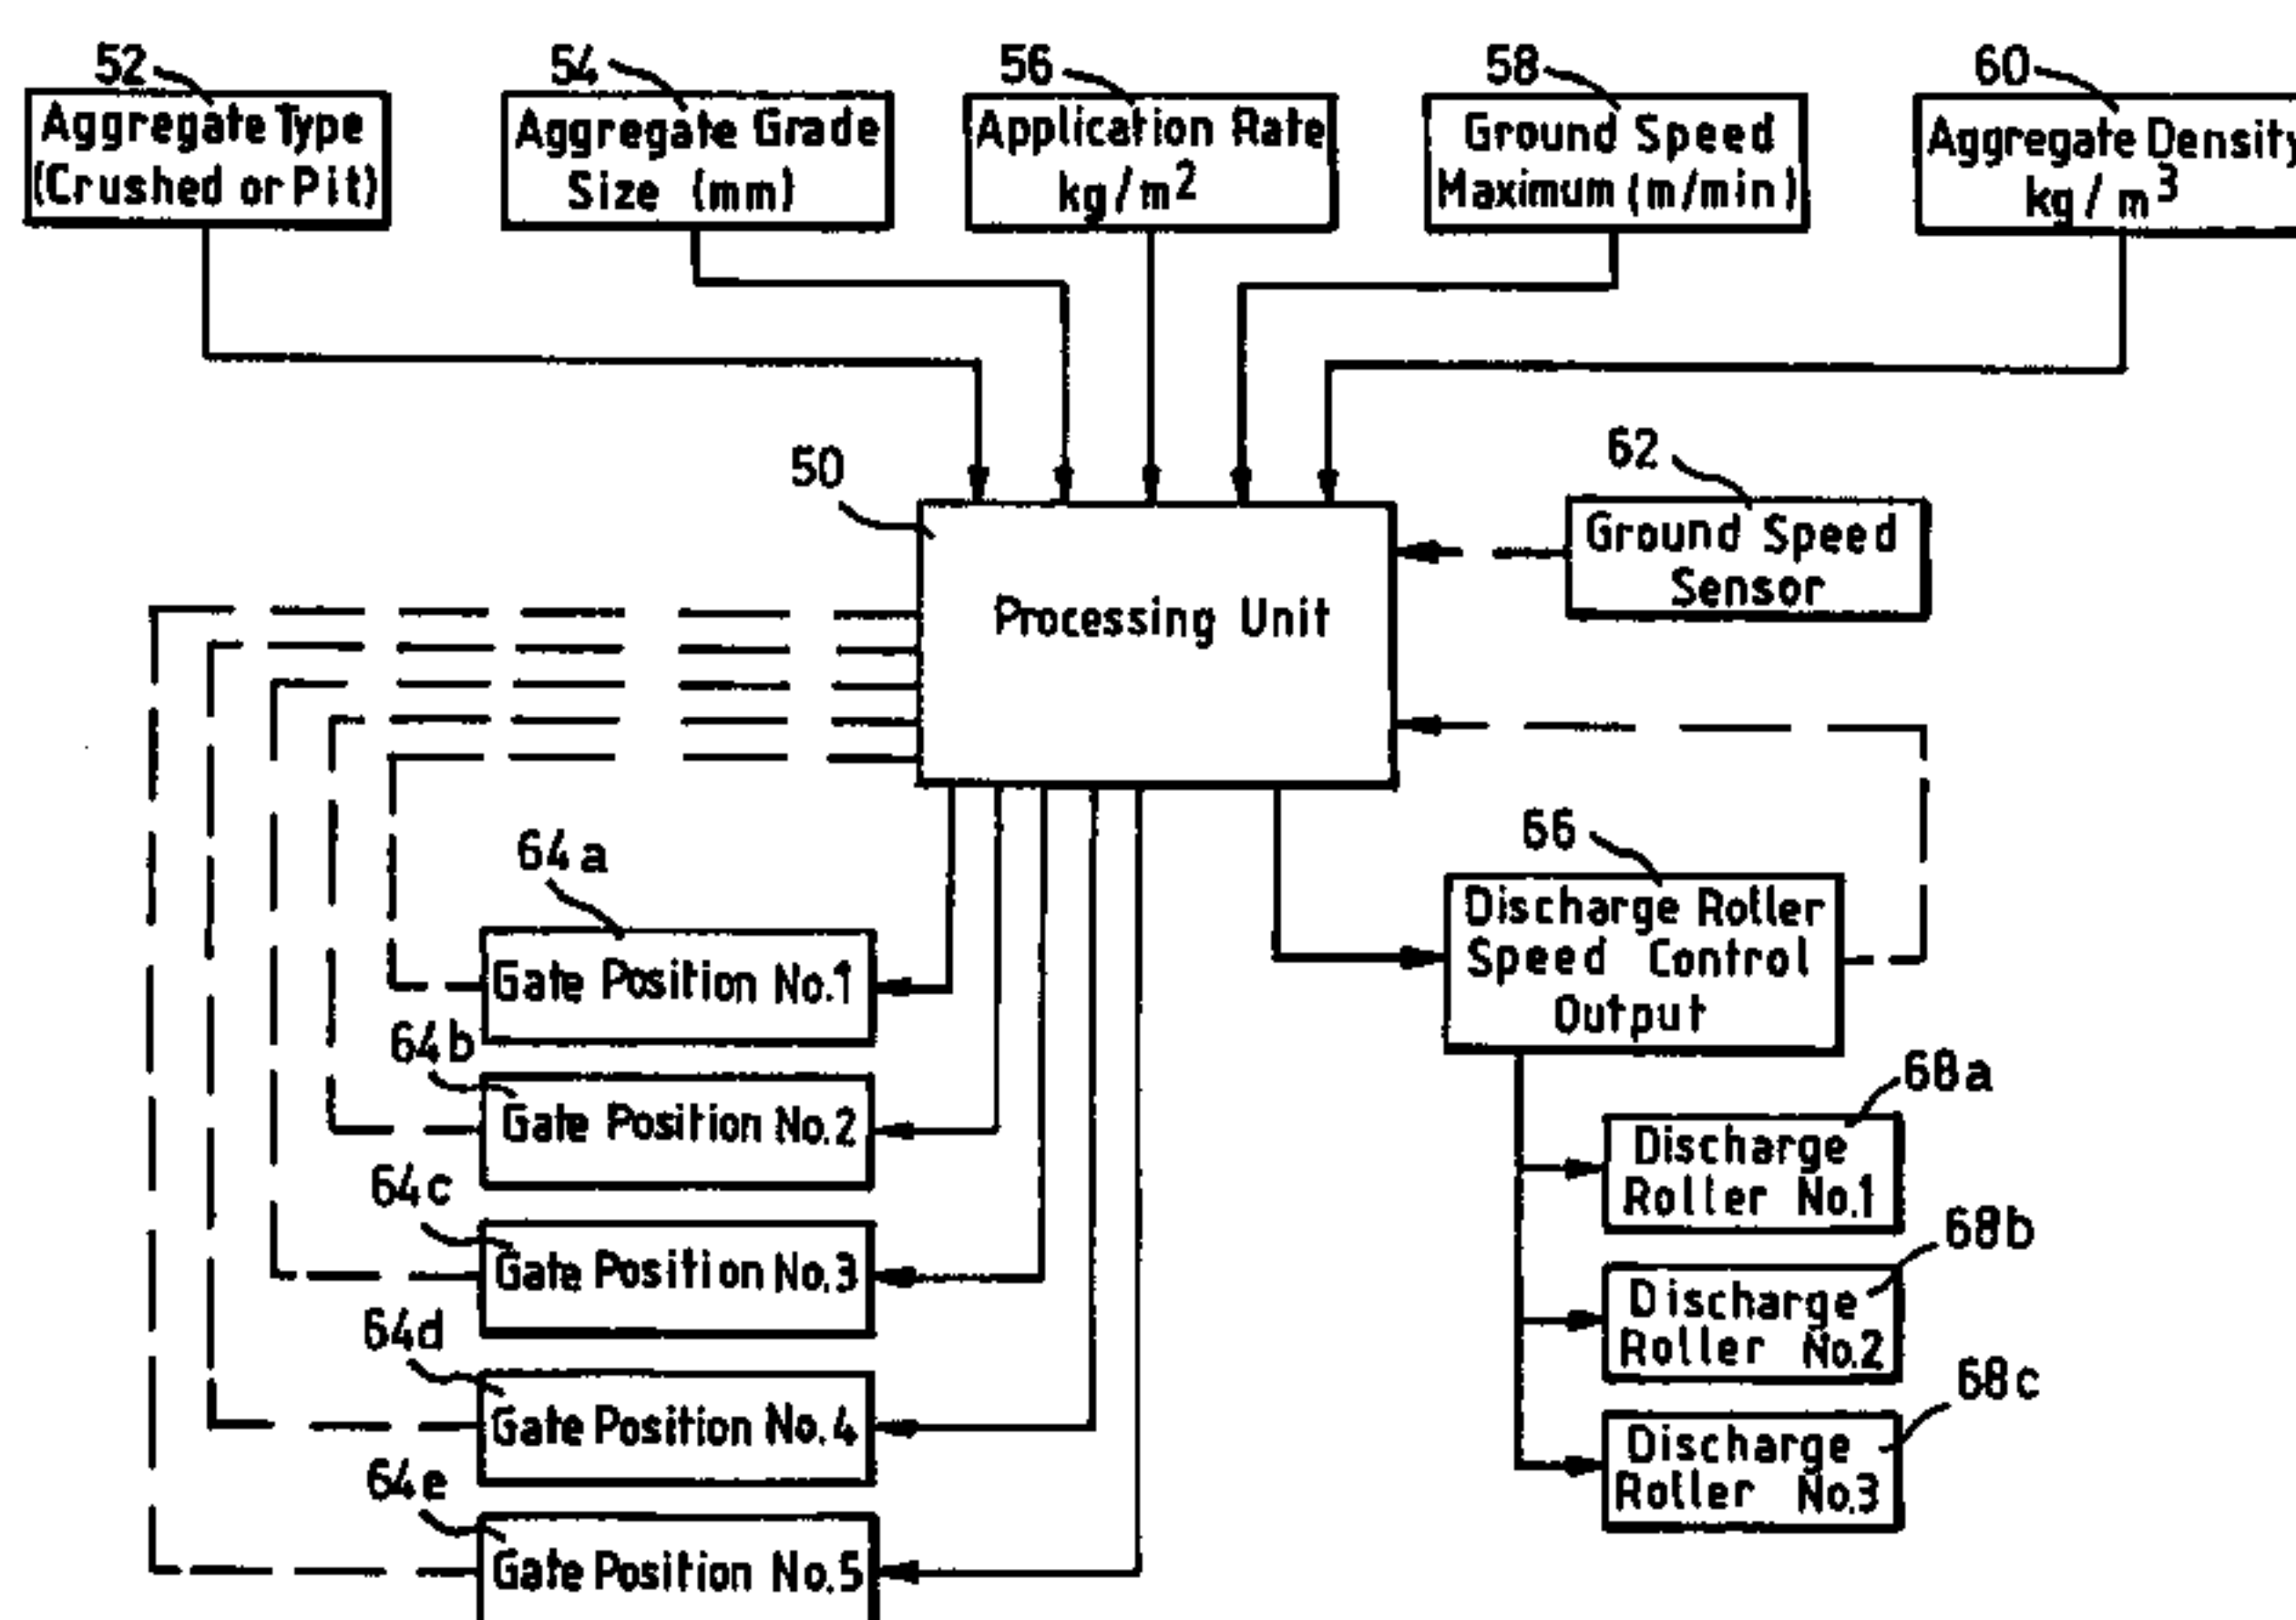 52
54
56
58
60
Aggregate Type
(Crushed or Pit)
Aggregate Grade
Size (mm)
Application Rate
kg/m²
Ground Speed
Maximum (m/min)
Aggregate Density
kg/m³
50
62
Processing Unit
Ground Speed
Sensor
64a
Gate Position No.1
64b
Gate Position No.2
64c
Gate Position No.3
64d
Gate Position No.4
64e
Gate Position No.5
66
Discharge Roller
Speed Control
Output
68a
Discharge
Roller No.1
68b
Discharge
Roller No.2
68c
Discharge
Roller No.3